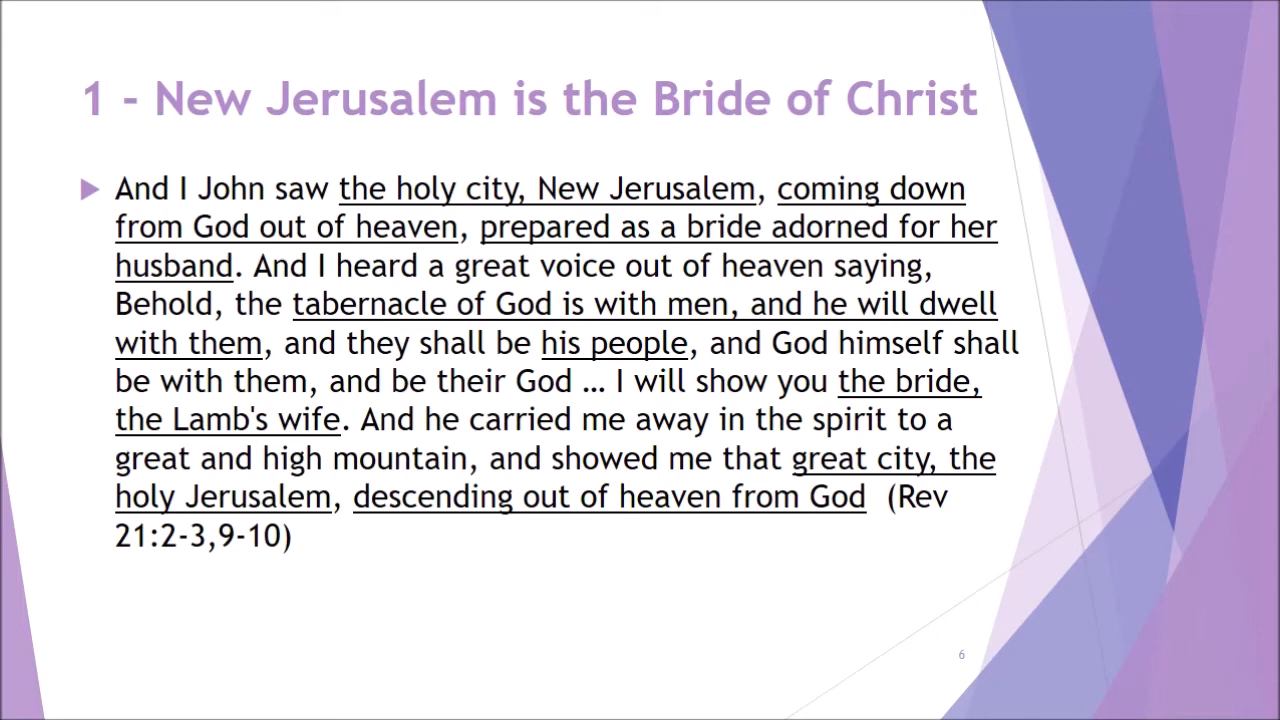 1 - New Jerusalem is the Bride of Christ
And I John saw the holy city, New Jerusalem, coming down
from God out of heaven, prepared as a bride adorned for her
husband. And I heard a great voice out of heaven saying,
Behold, the tabernacle of God is with men, and he will dwell
with them, and they shall be his people, and God himself shall
be with them, and be their God … I will show you the bride,
the Lamb's wife. And he carried me away in the spirit to a
great and high mountain, and showed me that great city, the
holy Jerusalem, descending out of heaven from God (Rev
21:2-3,9-10)
6